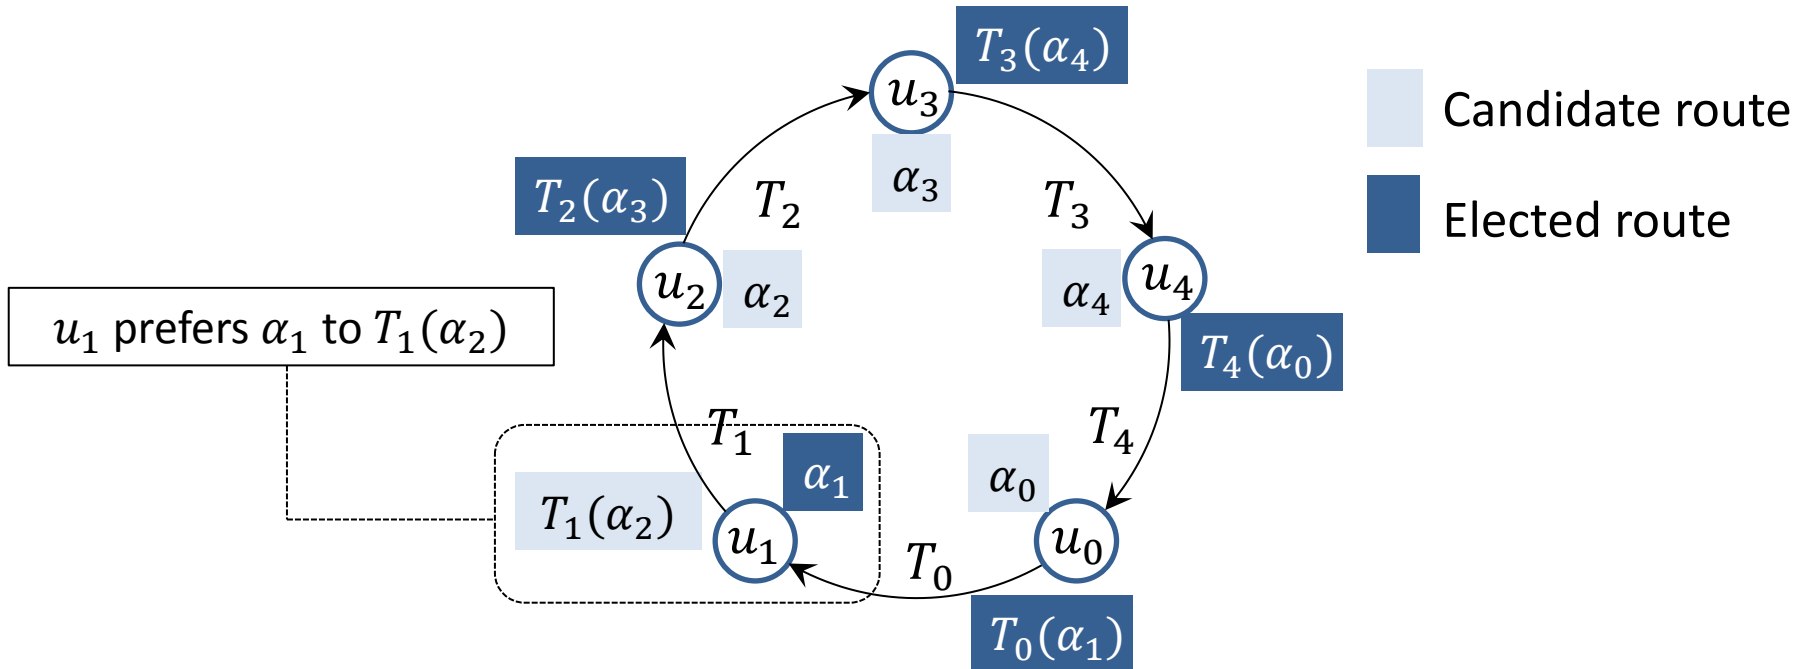 T₃(α₄)
u₃
α₃
Candidate route
Elected route
T₂(α₃)
T₂
T₃
u₂
α₂
α₄
u₄
u₁ prefers α₁ to T₁(α₂)
T₄(α₀)
T₁
T₄
α₁
α₀
T₁(α₂)
u₁
T₀
u₀
T₀(α₁)